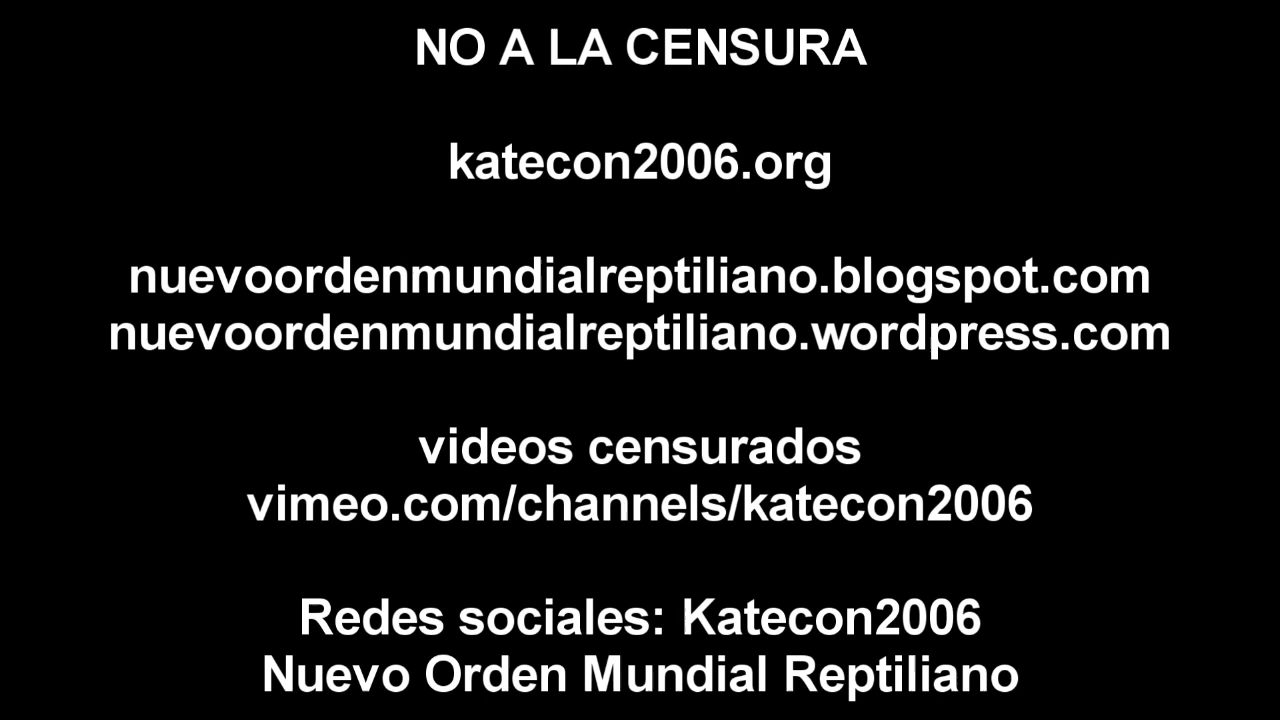 NO A LA CENSURA
katecon2006.org
nuevoordenmundialreptiliano.blogspot.com
nuevoordenmundialreptiliano.wordpress.com
videos censurados
vimeo.com/channels/katecon2006
Redes sociales: Katecon2006
Nuevo Orden Mundial Reptiliano